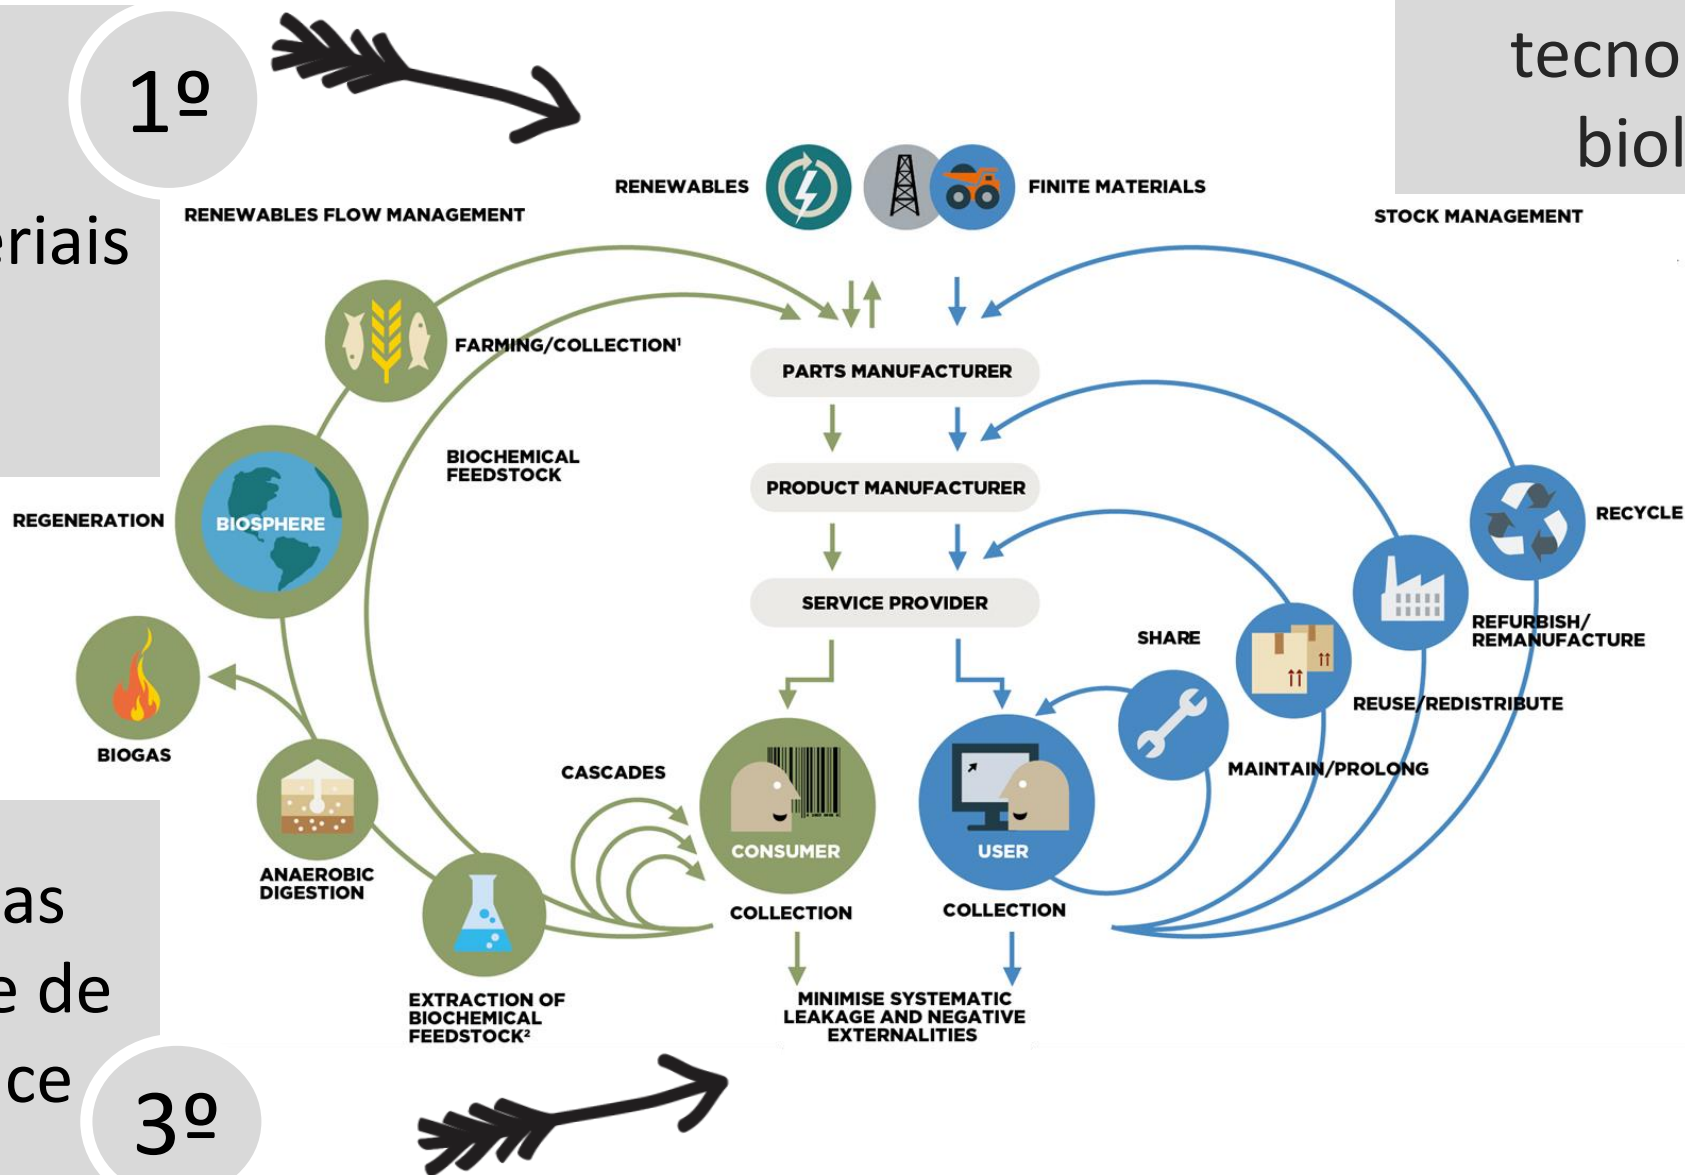 1º
tecno
biol
RENEWABLES
FINITE MATERIALS
RENEWABLES FLOW MANAGEMENT
STOCK MANAGEMENT
eriais
FARMING/COLLECTION¹
PARTS MANUFACTURER
BIOCHEMICAL
FEEDSTOCK
PRODUCT MANUFACTURER
REGENERATION
BIOSPHERE
RECYCLE
SERVICE PROVIDER
SHARE
REFURBISH/
REMANUFACTURE
REUSE/REDISTRIBUTE
BIOGAS
CASCADES
MAINTAIN/PROLONG
CONSUMER
USER
ANAEROBIC
DIGESTION
COLLECTION
COLLECTION
as
e de
ce
EXTRACTION OF
BIOCHEMICAL
FEEDSTOCK²
MINIMISE SYSTEMATIC
LEAKAGE AND NEGATIVE
EXTERNALITIES
3º